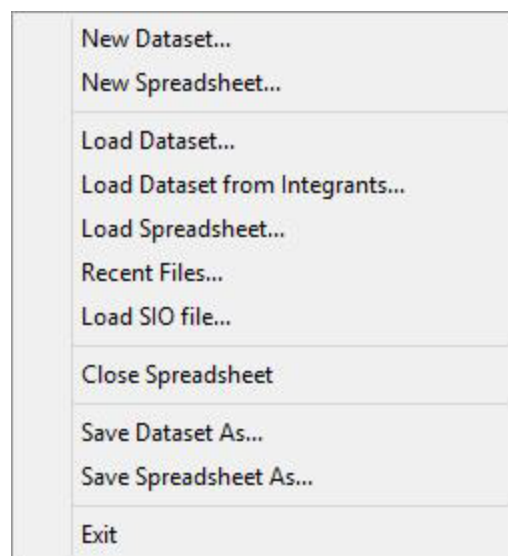 New Dataset...
New Spreadsheet...
Load Dataset...
Load Dataset from Integrants...
Load Spreadsheet...
Recent Files...
Load SIO file...
Close Spreadsheet
Save Dataset As...
Save Spreadsheet As...
Exit